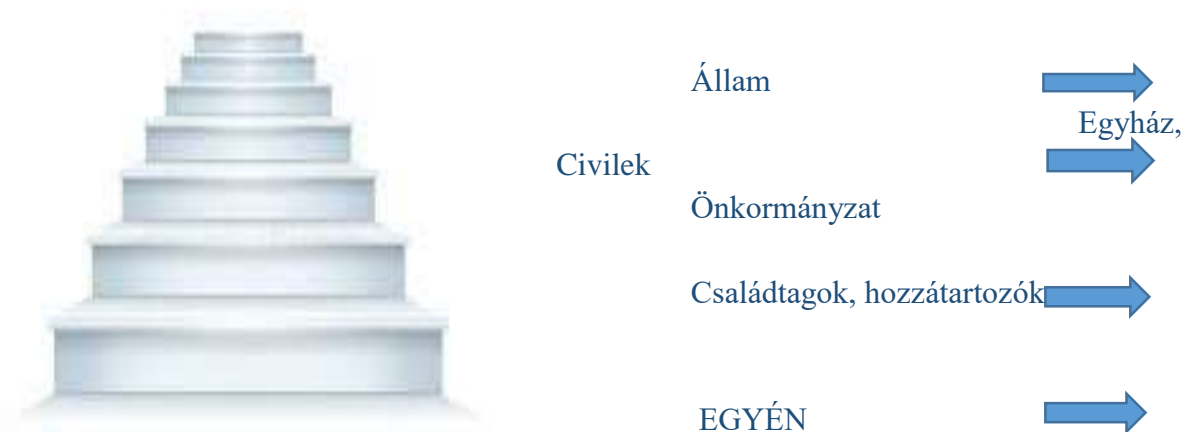 Állam
Egyház,
Civilek
Önkormányzat
Családtagok, hozzátartozók
EGYÉN